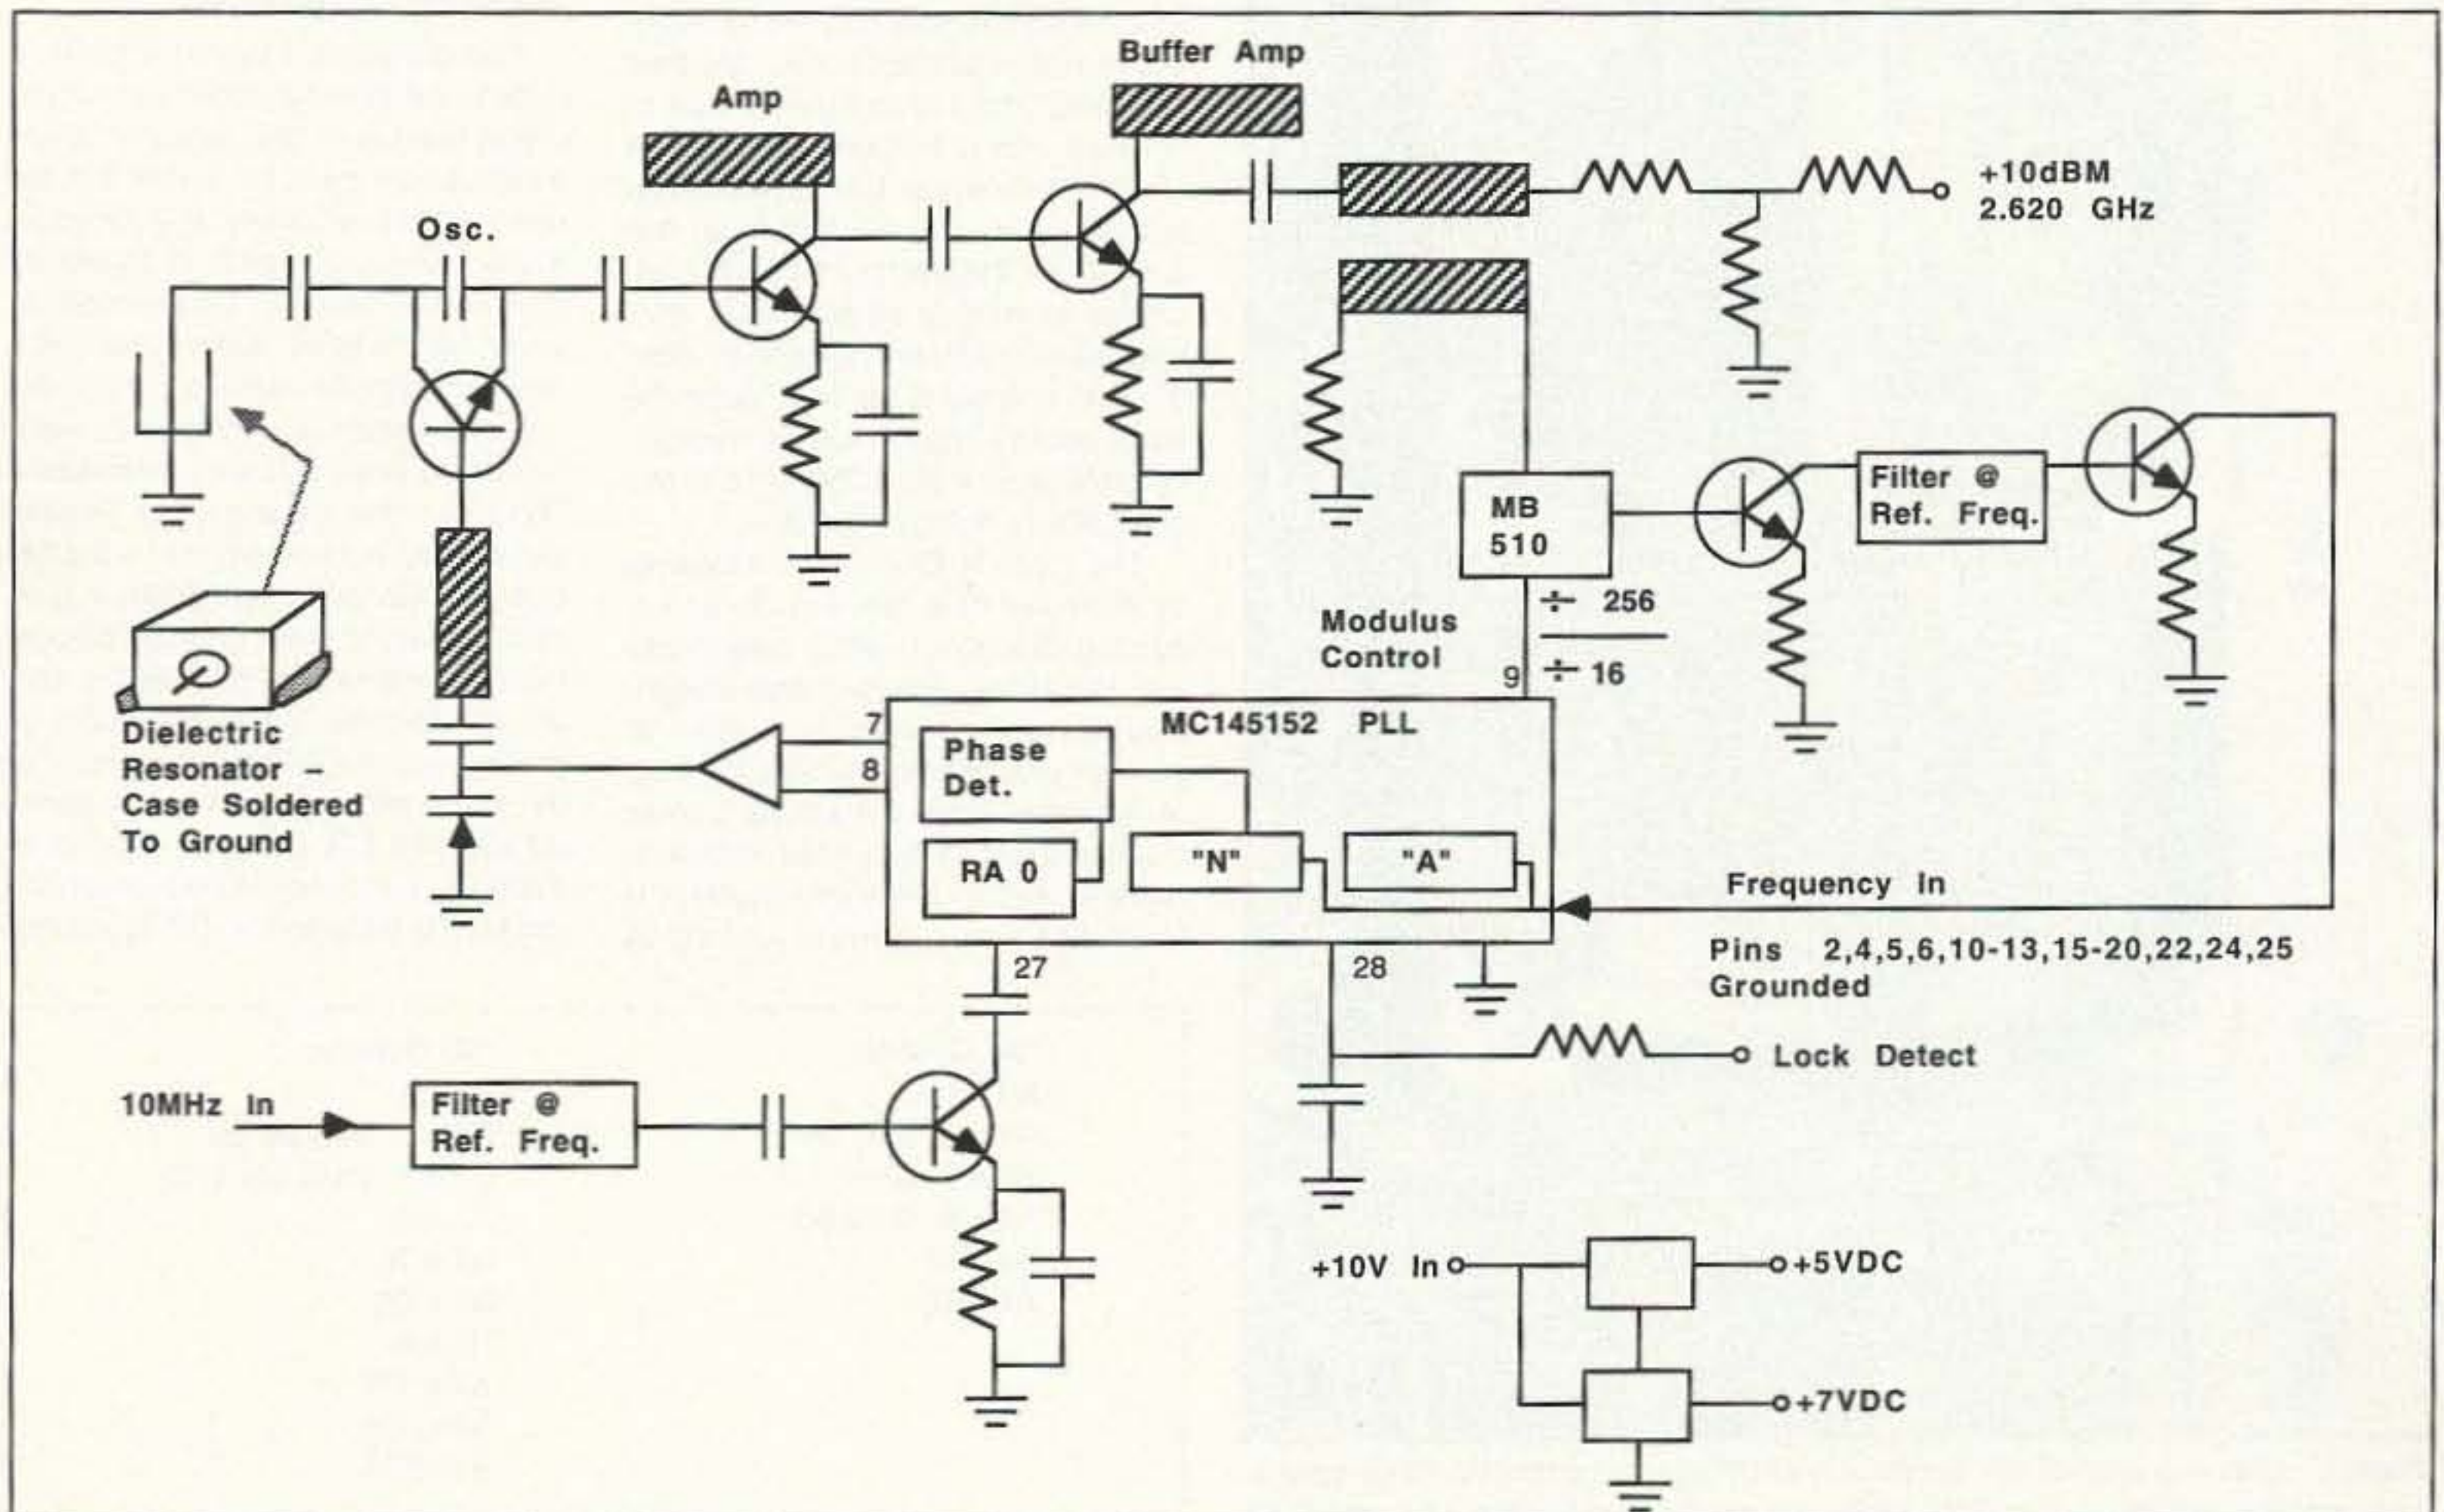 Buffer Amp
Amp
+10dBM
2.620 GHz
Osc.
Filter @
Ref. Freq.
MB
510
÷ 256
÷ 16
Modulus
Control
9
MC145152 PLL
7
8
Phase
Det.
RA 0
"N"
"A"
Dielectric
Resonator –
Case Soldered
To Ground
Frequency In
Pins 2,4,5,6,10-13,15-20,22,24,25
Grounded
27
28
Lock Detect
10MHz In
Filter @
Ref. Freq.
+10V In
+5VDC
+7VDC